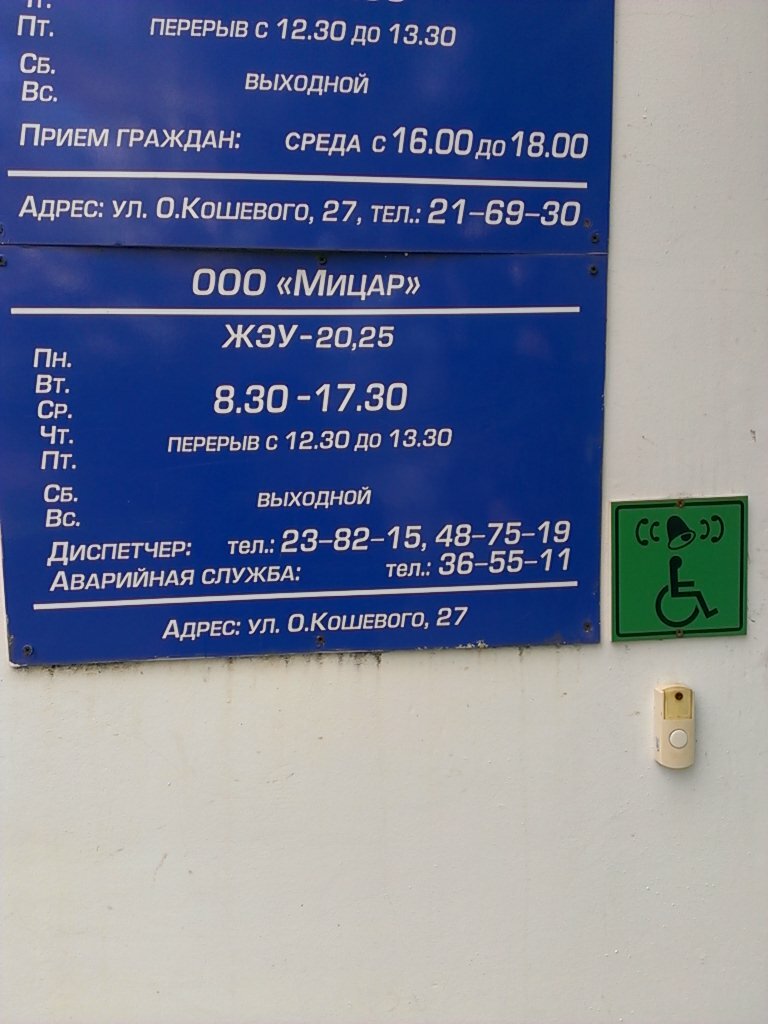 Пт. ПЕРЕРЫВ С 12.30 ДО 13.30
Сб.
ВЫХОДНОЙ
Вс.
ПРИЕМ ГРАЖДАН: СРЕДА С 16.00 ДО 18.00
АДРЕС: УЛ. О.КОШЕВОГО, 27, ТЕЛ.: 21-69-30
ООО «МИЦАР»
ЖЭУ-20,25
Пн.
Вт.
8.30 -17.30
Ср.
Чт.
ПЕРЕРЫВ С 12.30 ДО 13.30
Пт.
Сб.
ВЫХОДНОЙ
Вс.
ДИСПЕТЧЕР: ТЕЛ.: 23-82-15, 48-75-19
АВАРИЙНАЯ СЛУЖБА: ТЕЛ.: 36-55-11
АДРЕС: УЛ. О.КОШЕВОГО, 27